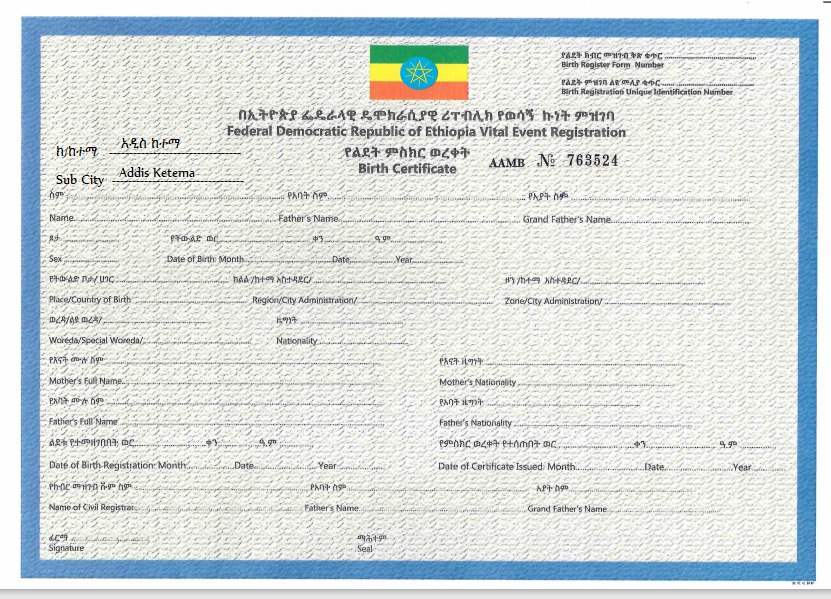 የልደት ክብር መዝገብ ቅጽ ቁጥር
Birth Register Form Number
የልደት ምዝገባ ልዩ መለያ ቁጥር
Birth Registration Unique Identification Number
በኢትዮጵያ ፌዴራላዊ ዲሞክራሲያዊ ሪፐብሊክ የወሳኝ ኩነት ምዝገባ
Federal Democratic Republic of Ethiopia Vital Event Registration
ክ/ከተማ አዲስ ከተማ
የልደት ምስክር ወረቀት
AAMB № 763524
Birth Certificate
Sub City Addis Ketema
ስም የአባት ስም የአያት ስም
Name Father's Name Grand Father's Name
ጾታ የትውልድ ወር ቀን ዓ.ም
Sex Date of Birth: Month Date Year
የትውልድ ቦታ/ ሀገር ክልል /ከተማ አስተዳደር/ ዞን /ከተማ አስተዳደር/
Place/Country of Birth Region/City Administration/ Zone/City Administration/
ወረዳ/ልዩ ወረዳ/ ዜግነት
Woreda/Special Woreda/ Nationality
የእናት ሙሉ ስም የእናት ዜግነት
Mother's Full Name Mother's Nationality
የአባት ሙሉ ስም የአባት ዜግነት
Father's Full Name Father's Nationality
ልደቱ የተመዘገበበት ወር ቀን ዓ.ም የምስክር ወረቀት የተሰጠበት ወር ቀን ዓ.ም
Date of Birth Registration: Month Date Year Date of Certificate Issued: Month Date Year
የክብር መዝገብ ሹም ስም የአባት ስም አያት ስም
Name of Civil Registrar Father's Name Grand Father's Name
ፊርማ ማሕተም
Signature Seal